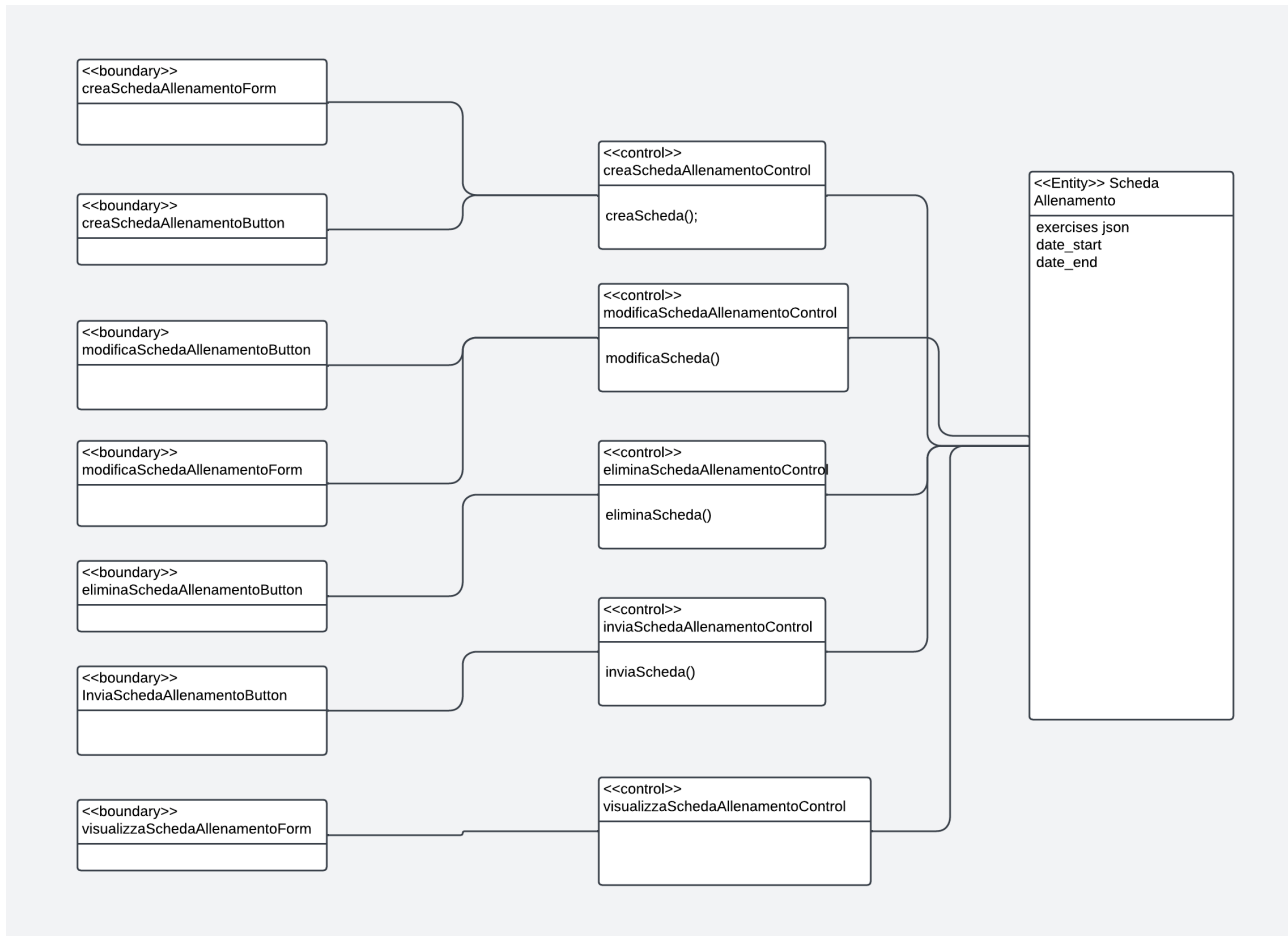 <<boundary>>
creaSchedaAllenamentoForm
<<boundary>>
creaSchedaAllenamentoButton
<<boundary>
modificaSchedaAllenamentoButton
<<boundary>>
modificaSchedaAllenamentoForm
<<boundary>>
eliminaSchedaAllenamentoButton
<<boundary>>
InviaSchedaAllenamentoButton
<<boundary>>
visualizzaSchedaAllenamentoForm
<<control>>
creaSchedaAllenamentoControl
creaScheda();
<<control>>
modificaSchedaAllenamentoControl
modificaScheda()
<<control>>
eliminaSchedaAllenamentoControl
eliminaScheda()
<<control>>
inviaSchedaAllenamentoControl
inviaScheda()
<<control>>
visualizzaSchedaAllenamentoControl
<<Entity>> Scheda
Allenamento
exercises json
date_start
date_end